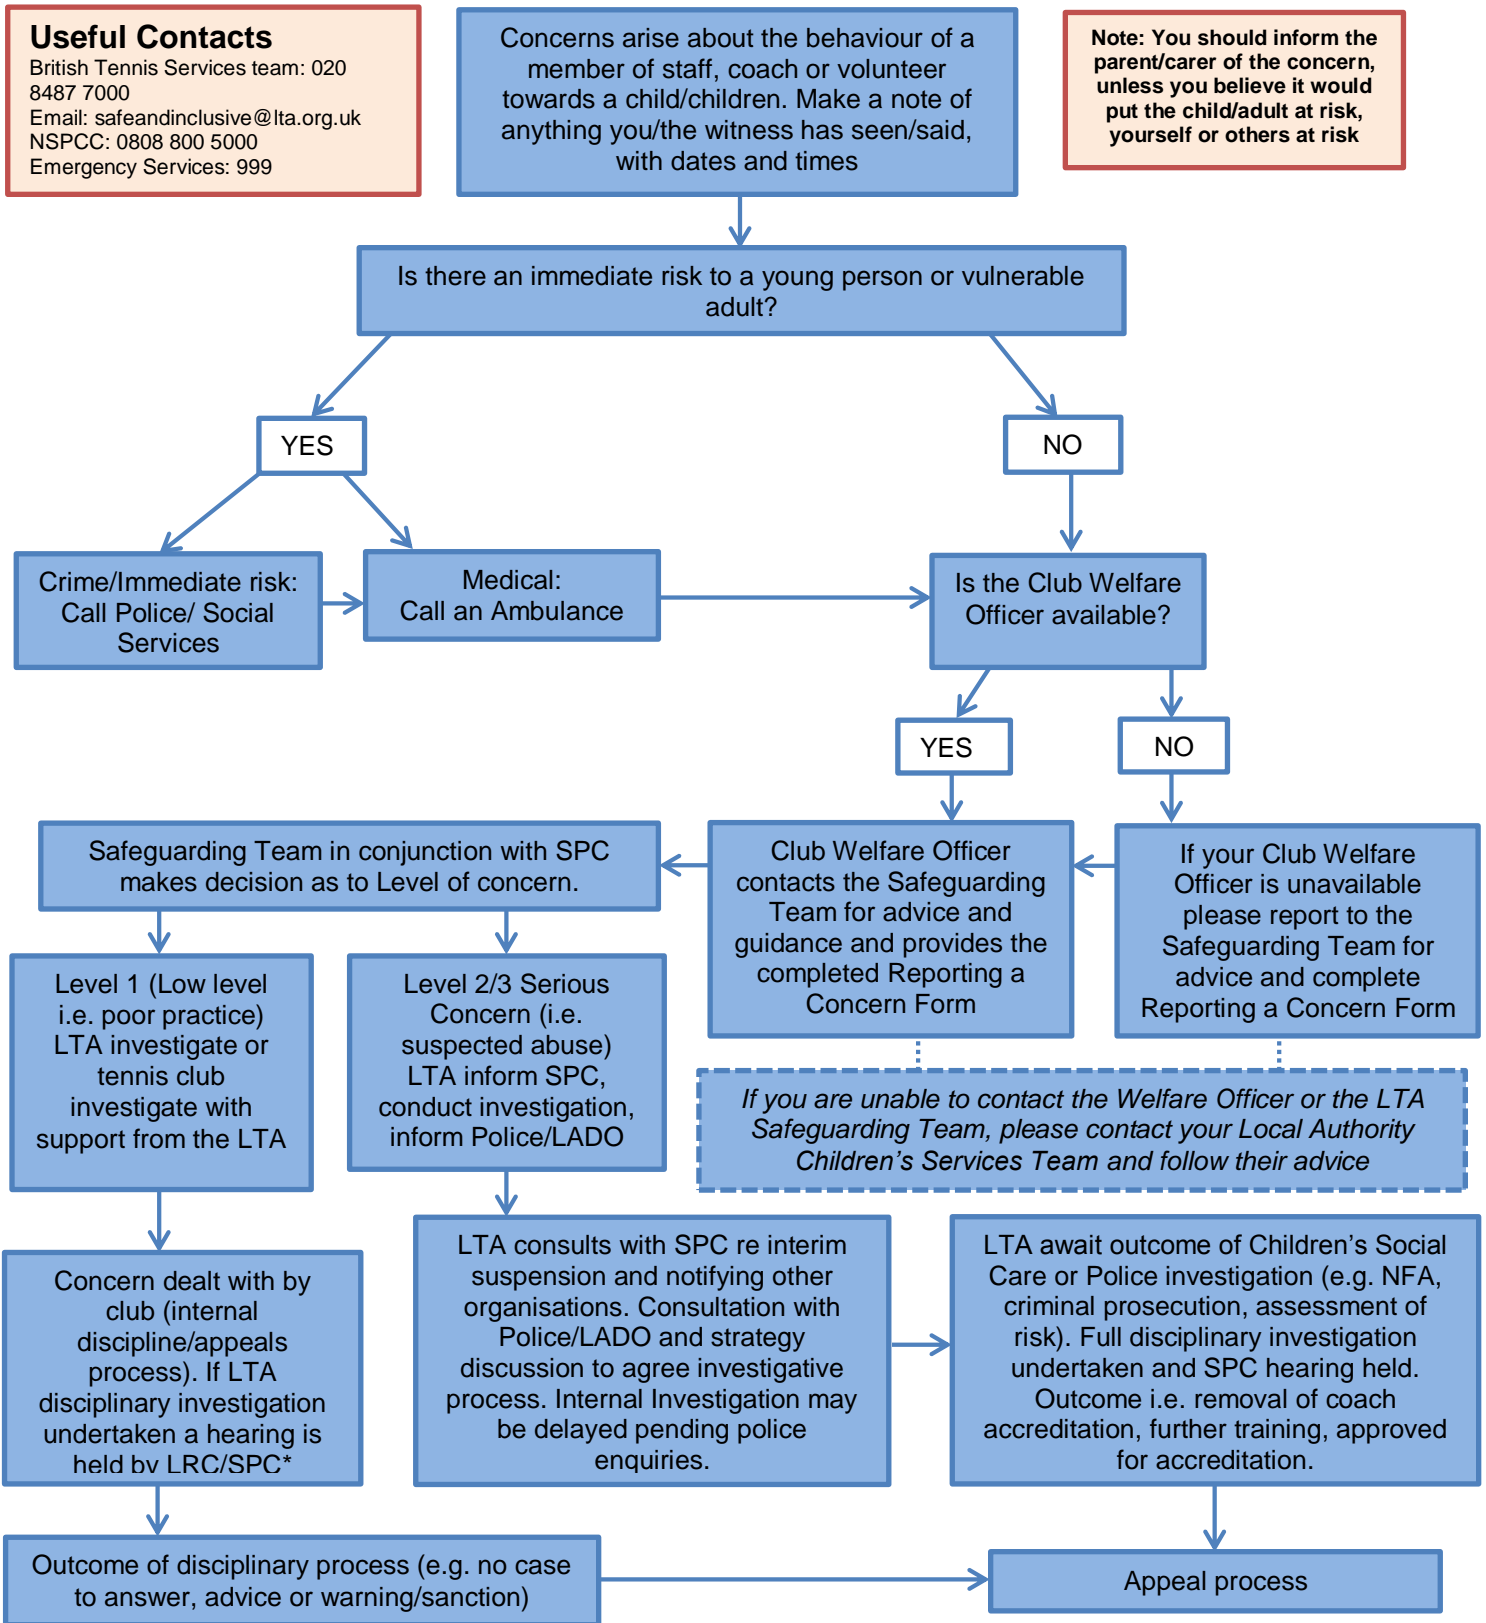 Useful Contacts
British Tennis Services team: 020
8487 7000
Email: safeandinclusive@lta.org.uk
NSPCC: 0808 800 5000
Emergency Services: 999
Concerns arise about the behaviour of a
member of staff, coach or volunteer
towards a child/children. Make a note of
anything you/the witness has seen/said,
with dates and times
Note: You should inform the
parent/carer of the concern,
unless you believe it would
put the child/adult at risk,
yourself or others at risk
Is there an immediate risk to a young person or vulnerable
adult?
YES
NO
Crime/Immediate risk:
Call Police/ Social
Services
Medical:
Call an Ambulance
Is the Club Welfare
Officer available?
YES
NO
Safeguarding Team in conjunction with SPC
makes decision as to Level of concern.
Club Welfare Officer
contacts the Safeguarding
Team for advice and
guidance and provides the
completed Reporting a
Concern Form
If your Club Welfare
Officer is unavailable
please report to the
Safeguarding Team for
advice and complete
Reporting a Concern Form
Level 1 (Low level
i.e. poor practice)
LTA investigate or
tennis club
investigate with
support from the LTA
Level 2/3 Serious
Concern (i.e.
suspected abuse)
LTA inform SPC,
conduct investigation,
inform Police/LADO
If you are unable to contact the Welfare Officer or the LTA
Safeguarding Team, please contact your Local Authority
Children’s Services Team and follow their advice
Concern dealt with by
club (internal
discipline/appeals
process). If LTA
disciplinary investigation
undertaken a hearing is
held by LRC/SPC*
LTA consults with SPC re interim
suspension and notifying other
organisations. Consultation with
Police/LADO and strategy
discussion to agree investigative
process. Internal Investigation may
be delayed pending police
enquiries.
LTA await outcome of Children’s Social
Care or Police investigation (e.g. NFA,
criminal prosecution, assessment of
risk). Full disciplinary investigation
undertaken and SPC hearing held.
Outcome i.e. removal of coach
accreditation, further training, approved
for accreditation.
Outcome of disciplinary process (e.g. no case
to answer, advice or warning/sanction)
Appeal process